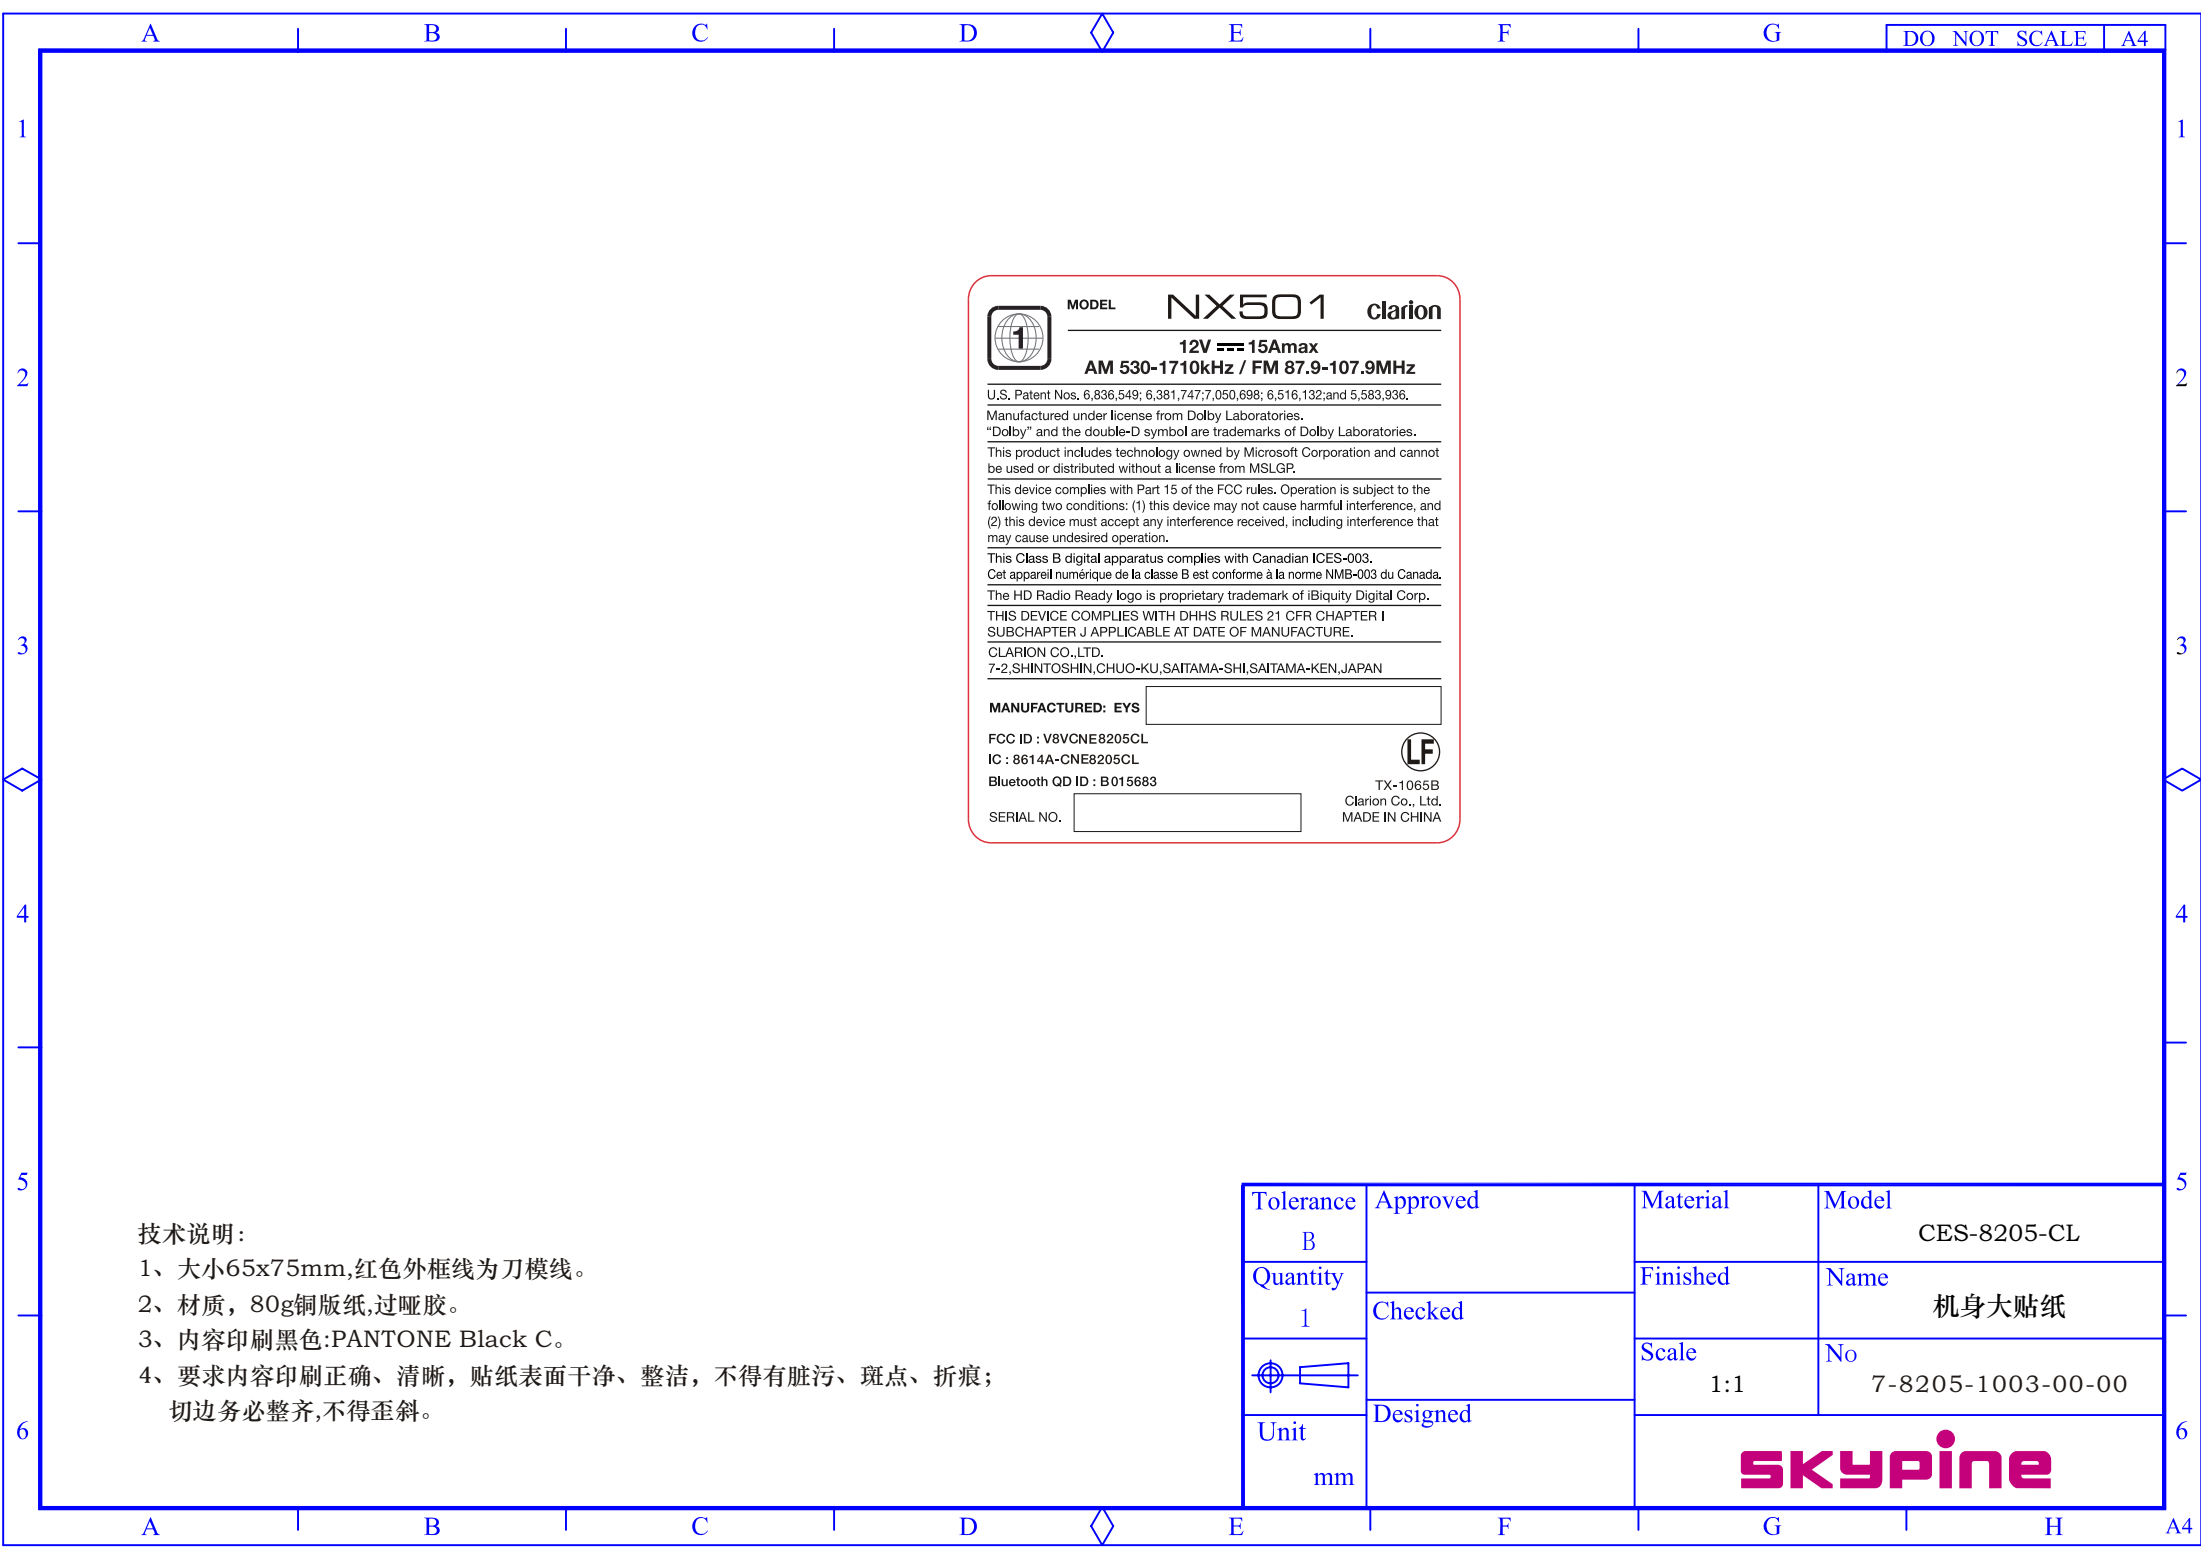 A B C D E F G DO NOT SCALE A4
1 1
2 2
3 3
4 4
5 5
6 6
1
MODEL NX501 clarion
12V 15Amax
AM 530-1710kHz / FM 87.9-107.9MHz
U.S. Patent Nos. 6,836,549; 6,381,747;7,050,698; 6,516,132;and 5,583,936.
Manufactured under license from Dolby Laboratories.
“Dolby” and the double-D symbol are trademarks of Dolby Laboratories.
This product includes technology owned by Microsoft Corporation and cannot
be used or distributed without a license from MSLGP.
This device complies with Part 15 of the FCC rules. Operation is subject to the
following two conditions: (1) this device may not cause harmful interference, and
(2) this device must accept any interference received, including interference that
may cause undesired operation.
This Class B digital apparatus complies with Canadian ICES-003.
Cet appareil numérique de la classe B est conforme à la norme NMB-003 du Canada.
The HD Radio Ready logo is proprietary trademark of iBiquity Digital Corp.
THIS DEVICE COMPLIES WITH DHHS RULES 21 CFR CHAPTER I
SUBCHAPTER J APPLICABLE AT DATE OF MANUFACTURE.
CLARION CO.,LTD.
7-2,SHINTOSHIN,CHUO-KU,SAITAMA-SHI,SAITAMA-KEN,JAPAN
MANUFACTURED: EYS
FCC ID : V8VCNE8205CL
IC : 8614A-CNE8205CL
Bluetooth QD ID : B015683
SERIAL NO.
LF
TX-1065B
Clarion Co., Ltd.
MADE IN CHINA
技术说明:
1、大小65x75mm,红色外框线为刀模线。
2、材质，80g铜版纸,过哑胶。
3、内容印刷黑色:PANTONE Black C。
4、要求内容印刷正确、清晰，贴纸表面干净、整洁，不得有脏污、斑点、折痕；
切边务必整齐,不得歪斜。
Tolerance
B
Quantity
1
Unit
mm
Approved
Checked
Designed
Material
Finished
Scale
1:1
Model
CES-8205-CL
Name
机身大贴纸
No
7-8205-1003-00-00
skypine
A B C D E F G H A4